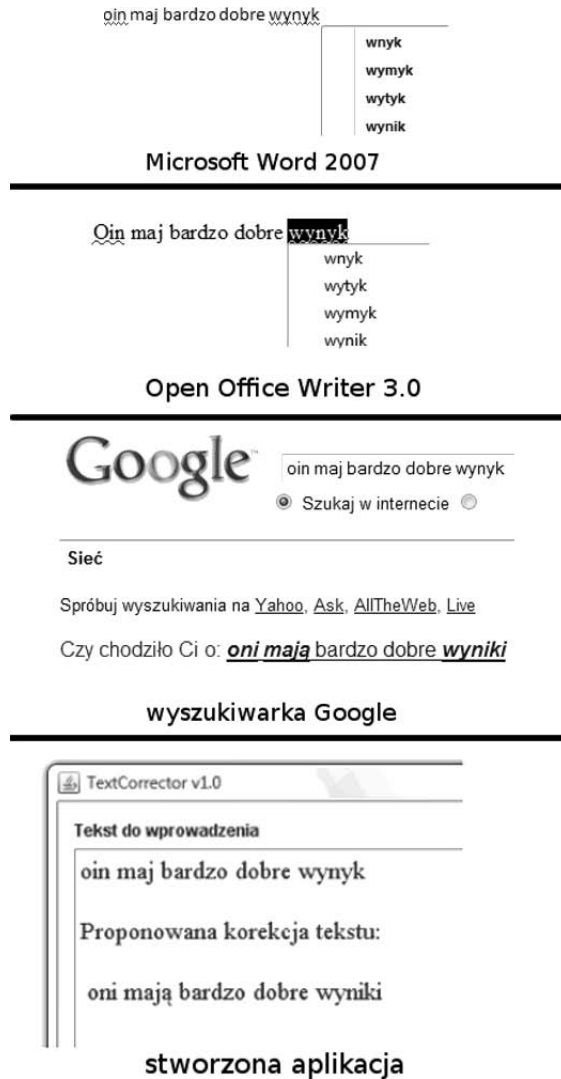 oin maj bardzo dobre wynyk
wnyk
wymyk
wytyk
wynik
Microsoft Word 2007
Oin maj bardzo dobre wynyk
wnyk
wytyk
wymyk
wynik
Open Office Writer 3.0
Google™
oin maj bardzo dobre wynyk
Szukaj w internecie
Sieć
Spróbuj wyszukiwania na Yahoo, Ask, AllTheWeb, Live
Czy chodziło Ci o: oni mają bardzo dobre wyniki
wyszukiwarka Google
TextCorrector v1.0
Tekst do wprowadzenia
oin maj bardzo dobre wynyk
Proponowana korekcja tekstu:
oni mają bardzo dobre wyniki
stworzona aplikacja